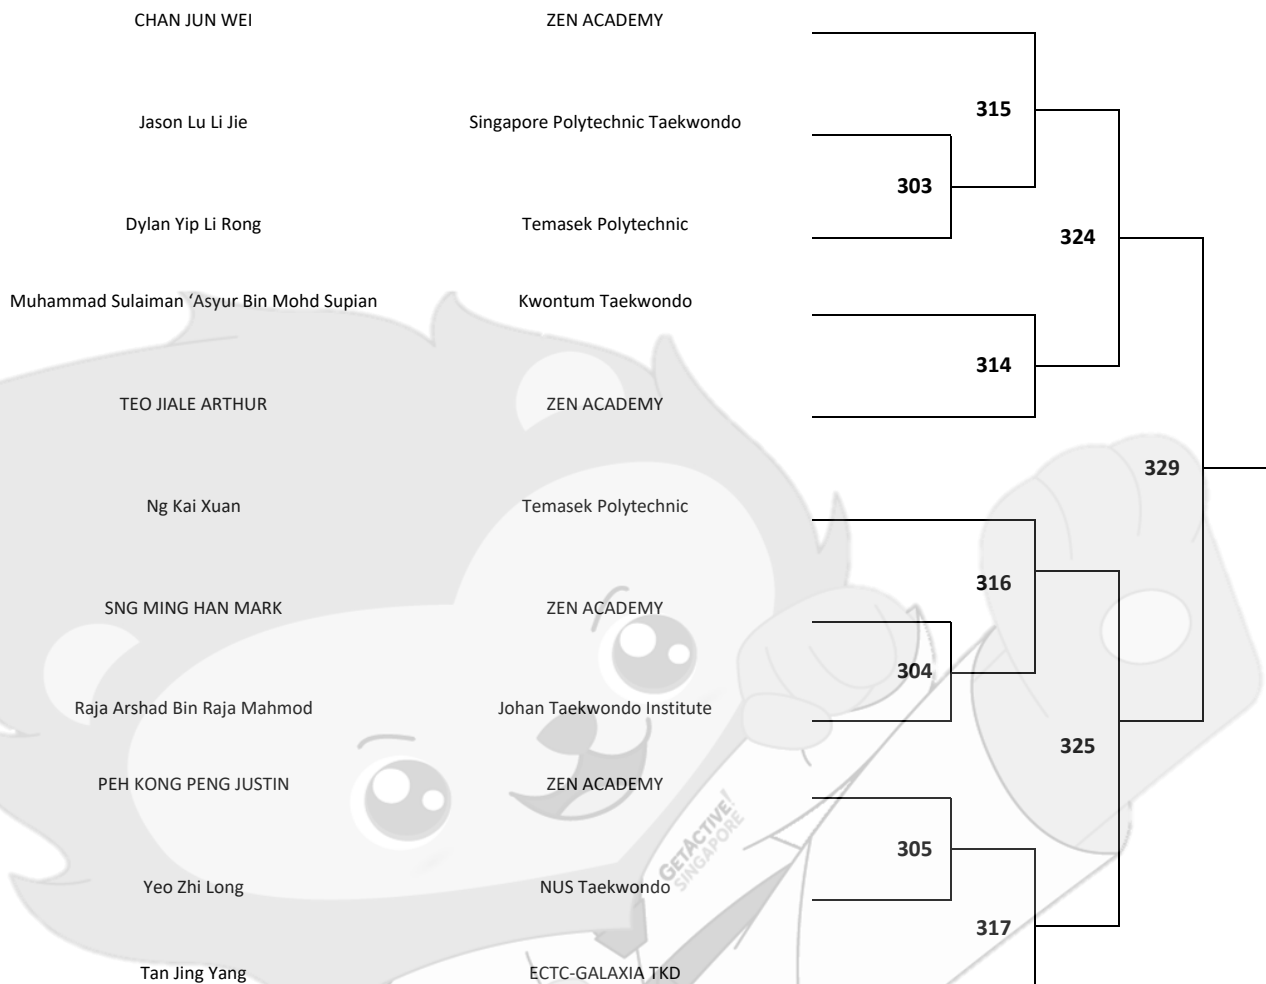 CHAN JUN WEI ZEN ACADEMY
315
Jason Lu Li Jie Singapore Polytechnic Taekwondo
303
Dylan Yip Li Rong Temasek Polytechnic
324
Muhammad Sulaiman ‘Asyur Bin Mohd Supian Kwontum Taekwondo
314
TEO JIALE ARTHUR ZEN ACADEMY
329
Ng Kai Xuan Temasek Polytechnic
316
SNG MING HAN MARK ZEN ACADEMY
304
Raja Arshad Bin Raja Mahmod Johan Taekwondo Institute
325
PEH KONG PENG JUSTIN ZEN ACADEMY
GETACTIVE!
SINGAPORE
305
Yeo Zhi Long NUS Taekwondo
317
Tan Jing Yang ECTC-GALAXIA TKD